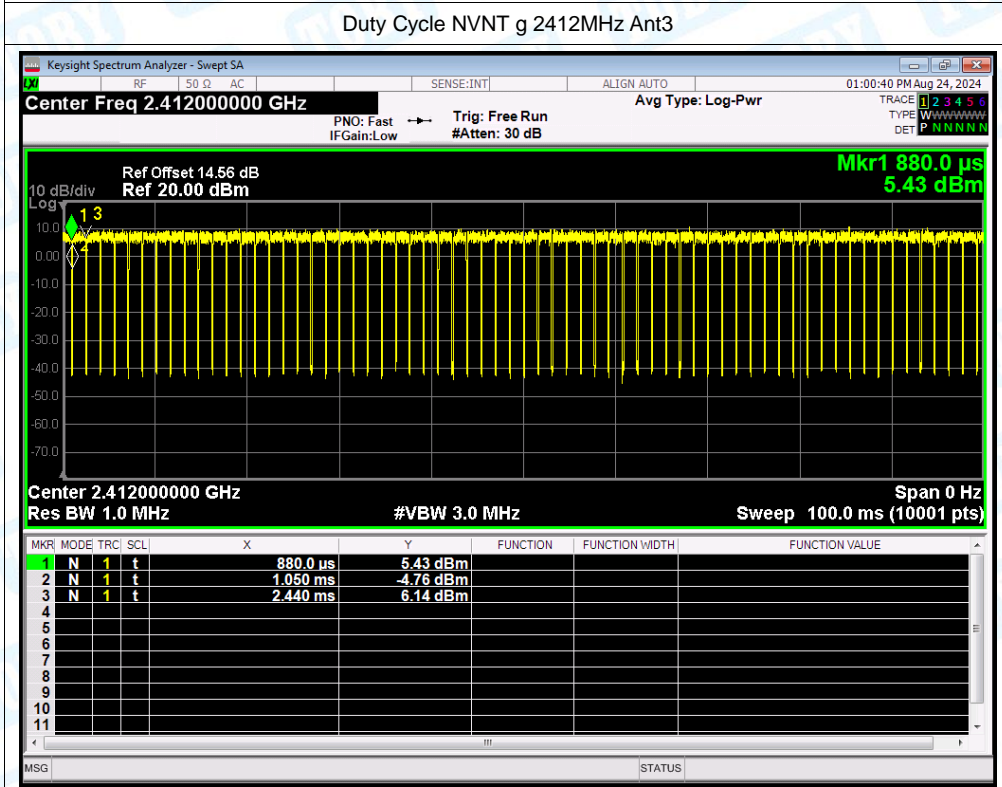 Duty Cycle NVNT g 2412MHz Ant3
Keysight Spectrum Analyzer - Swept SA
LXI RF 50 Ω AC SENSE:INT ALIGN AUTO 01:00:40 PM Aug 24, 2024
Center Freq 2.412000000 GHz Avg Type: Log-Pwr TRACE 1 2 3 4 5 6
PNO: Fast Trig: Free Run TYPE WWWWWW
IFGain:Low #Atten: 30 dB DET P N N N N N
Mkr1 880.0 µs
5.43 dBm
Ref Offset 14.56 dB
10 dB/div Ref 20.00 dBm
Log
1 3
10.0
2
0.00
-10.0
-20.0
-30.0
-40.0
-50.0
-60.0
-70.0
Center 2.412000000 GHz Span 0 Hz
Res BW 1.0 MHz #VBW 3.0 MHz Sweep 100.0 ms (10001 pts)
MKR MODE TRC SCL X Y FUNCTION FUNCTION WIDTH FUNCTION VALUE
1 N 1 t 880.0 µs 5.43 dBm
2 N 1 t 1.050 ms -4.76 dBm
3 N 1 t 2.440 ms 6.14 dBm
4
5
6
7
8
9
10
11
MSG STATUS